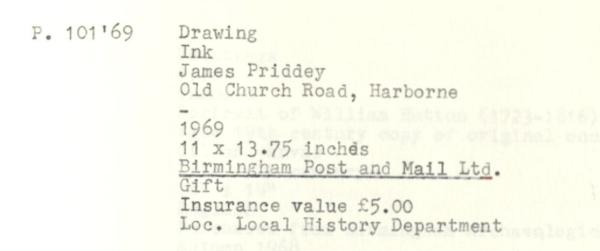 P. 101'69 Drawing
Ink
James Priddey
Old Church Road, Harborne
-
1969
11 x 13.75 inches
Birmingham Post and Mail Ltd.
Gift
Insurance value £5.00
Loc. Local History Department